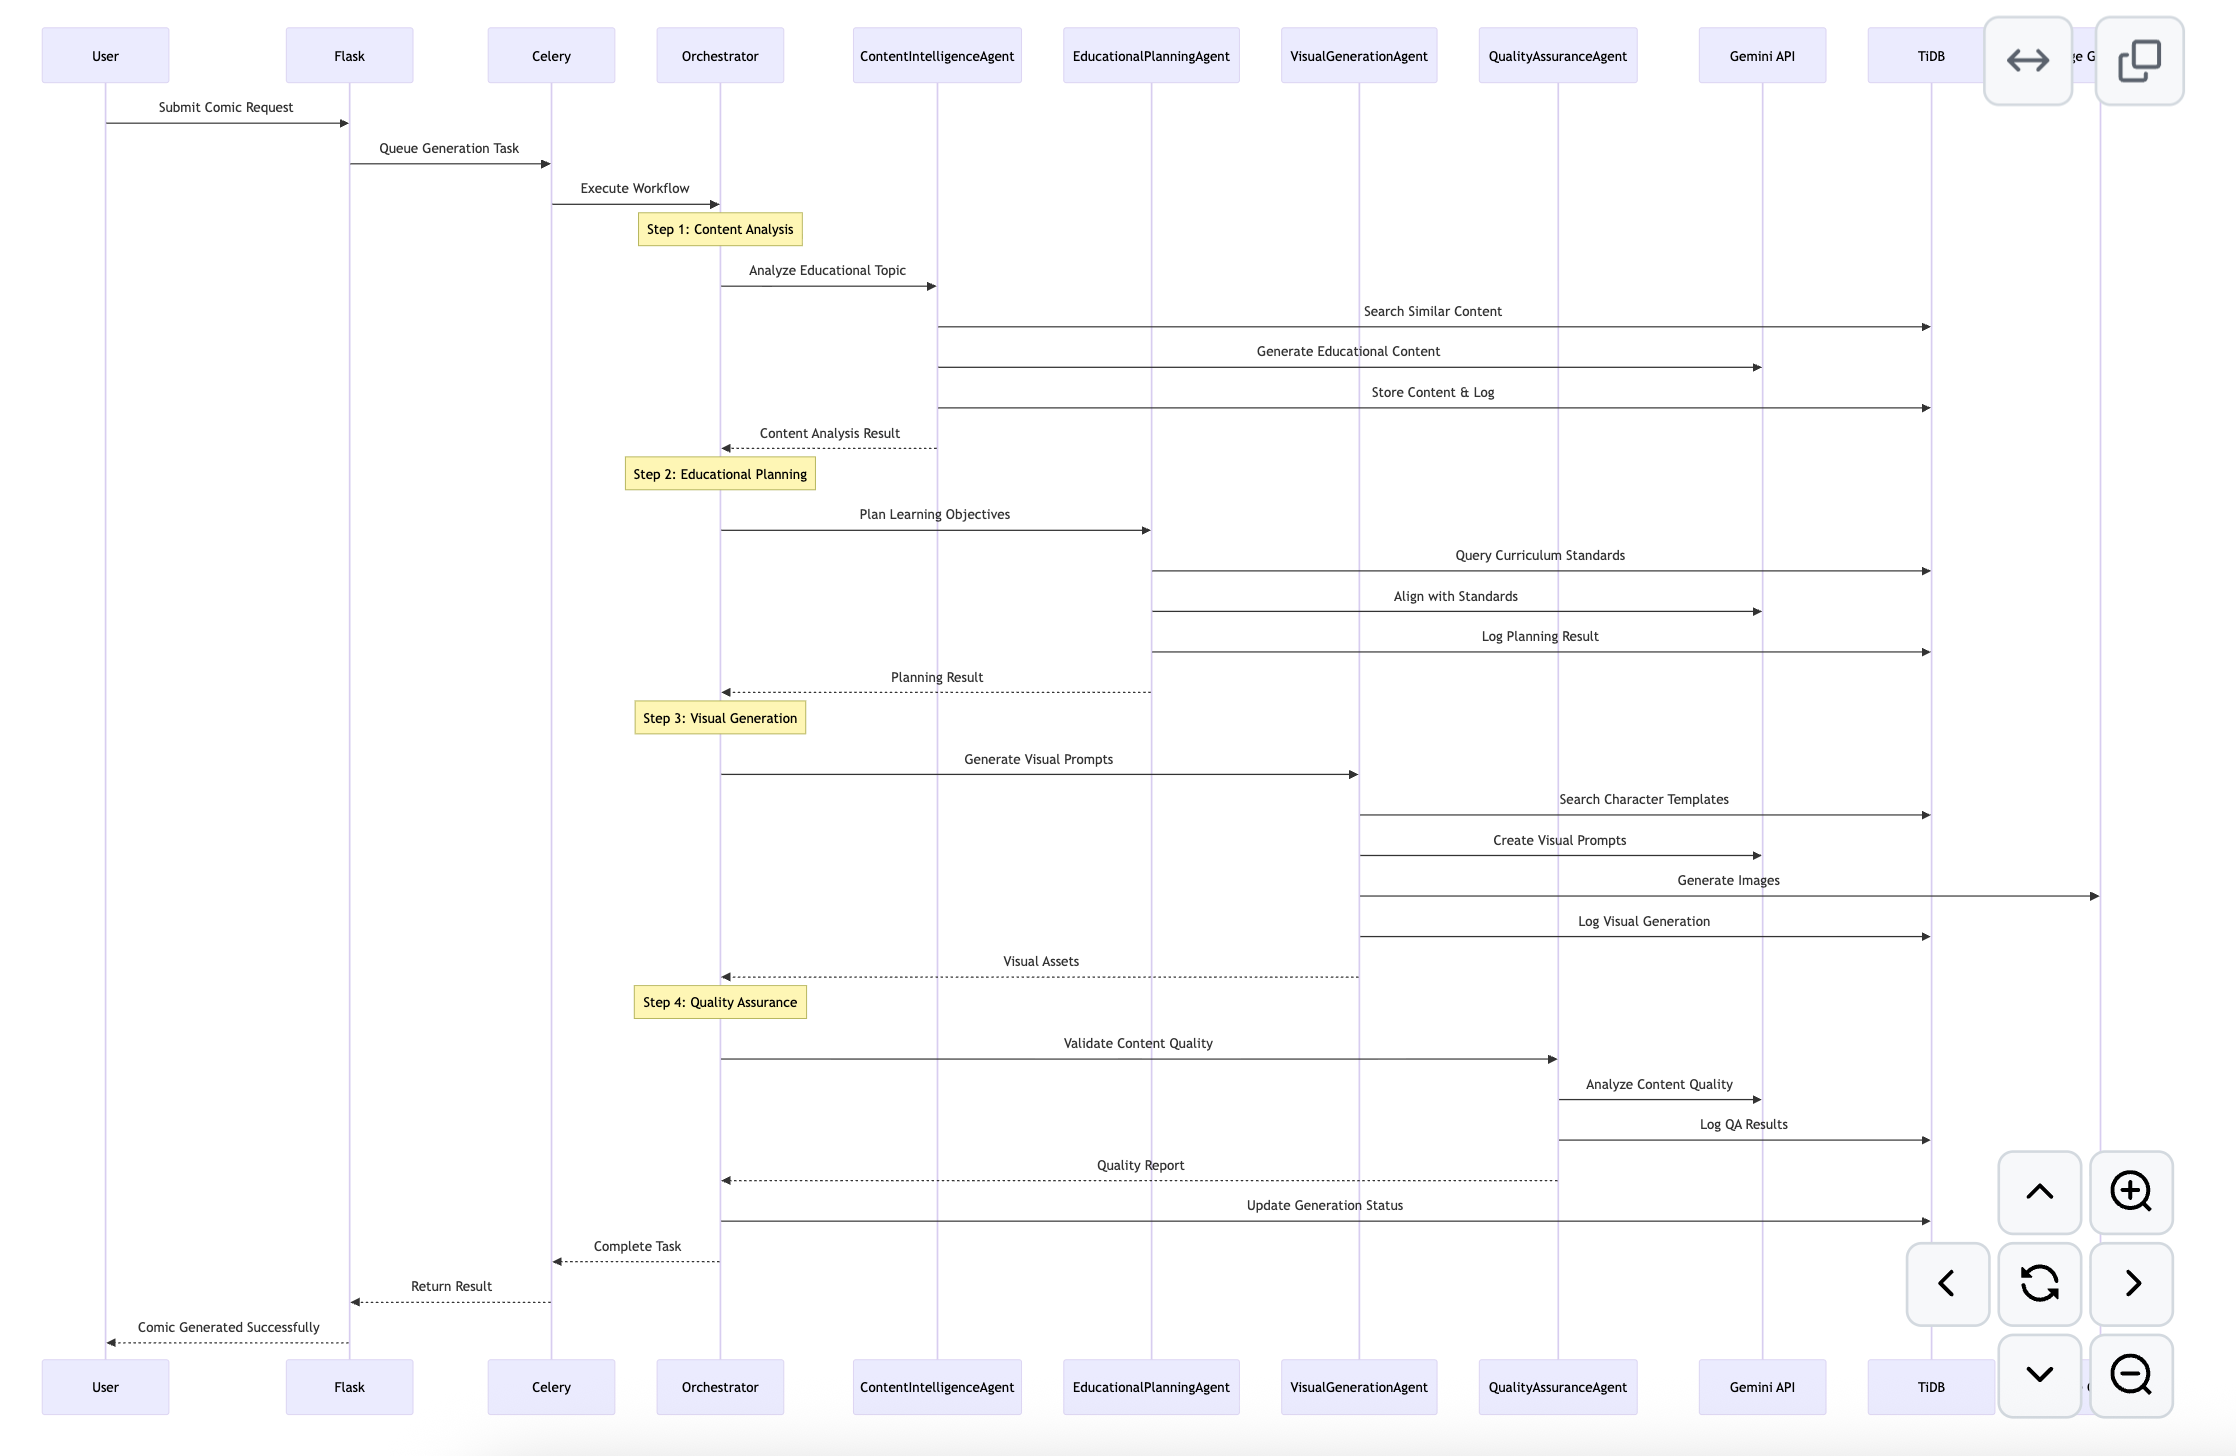 User
Flask
Celery
Orchestrator
ContentIntelligenceAgent
EducationalPlanningAgent
VisualGenerationAgent
QualityAssuranceAgent
Gemini API
TiDB
Submit Comic Request
Queue Generation Task
Execute Workflow
Step 1: Content Analysis
Analyze Educational Topic
Search Similar Content
Generate Educational Content
Store Content & Log
Content Analysis Result
Step 2: Educational Planning
Plan Learning Objectives
Query Curriculum Standards
Align with Standards
Log Planning Result
Planning Result
Step 3: Visual Generation
Generate Visual Prompts
Search Character Templates
Create Visual Prompts
Generate Images
Log Visual Generation
Visual Assets
Step 4: Quality Assurance
Validate Content Quality
Analyze Content Quality
Log QA Results
Quality Report
Update Generation Status
Complete Task
Return Result
Comic Generated Successfully
User
Flask
Celery
Orchestrator
ContentIntelligenceAgent
EducationalPlanningAgent
VisualGenerationAgent
QualityAssuranceAgent
Gemini API
TiDB